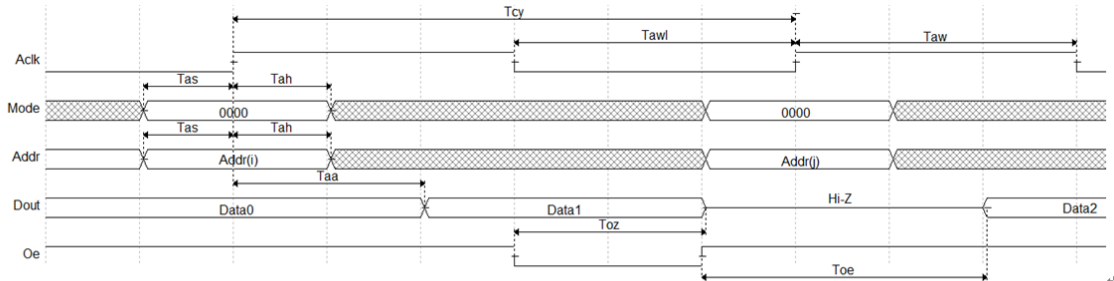 Tcy
Aclk Tawl Taw
Tas Tah
Mode 0000 0000
Tas Tah
Addr Addr(i) Addr(j)
Taa
Dout Data0 Data1 Hi-Z Data2
Toz
Oe
Toe